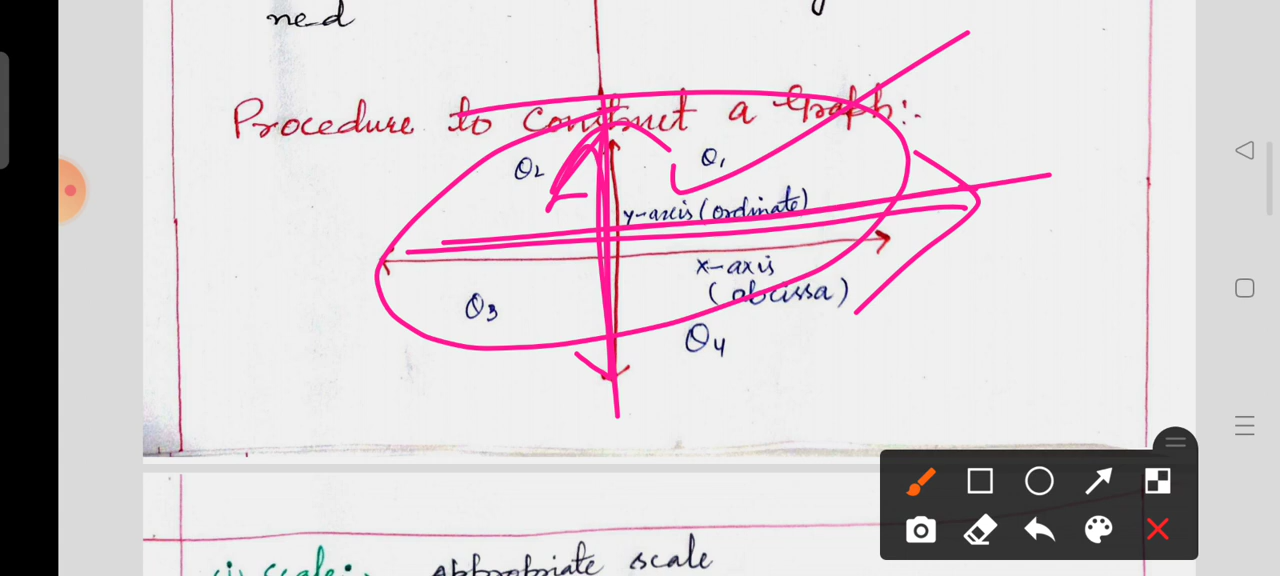 ned
Procedure to construct a Graph:.
Q2
Q1
y-axis (ordinate)
x-axis
(abcissa)
Q3
Q4
i) scale:. appropriate scale